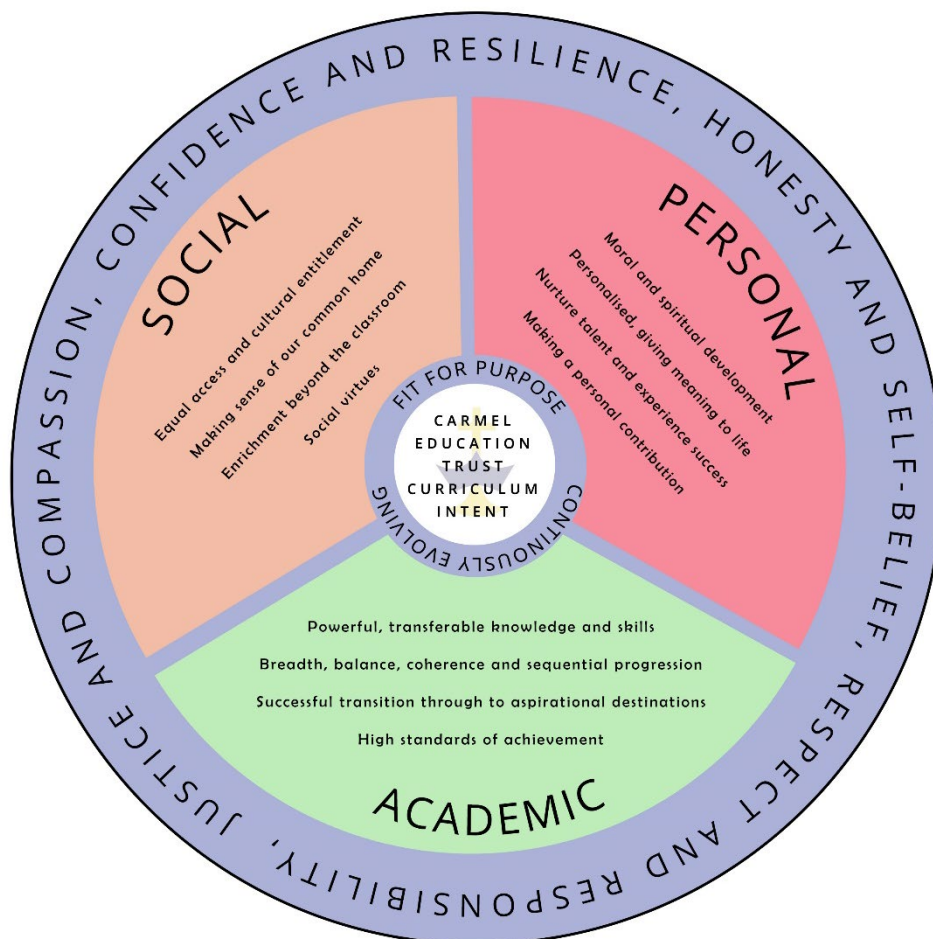 JUSTICE AND COMPASSION, CONFIDENCE AND RESILIENCE, HONESTY AND SELF-BELIEF, RESPECT AND RESPONSIBILITY,
SOCIAL
Equal access and cultural entitlement
Making sense of our common home
Enrichment beyond the classroom
Social virtues
PERSONAL
Moral and spiritual development
Personalised, giving meaning to life
Nurture talent and experience success
Making a personal contribution
FIT FOR PURPOSE
CARMEL
EDUCATION
TRUST
CURRICULUM
INTENT
CONTINOUSLY EVOLVING
Powerful, transferable knowledge and skills
Breadth, balance, coherence and sequential progression
Successful transition through to aspirational destinations
High standards of achievement
ACADEMIC